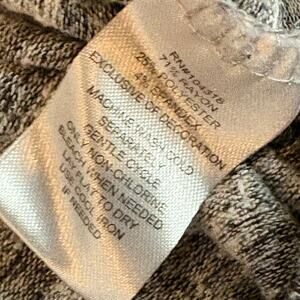 RN#104318
71% RAYON
25% POLYESTER
4% SPANDEX
EXCLUSIVE OF DECORATION
MACHINE WASH COLD
SEPARATELY
GENTLE CYCLE
ONLY NON-CHLORINE
BLEACH WHEN NEEDED
LAY FLAT TO DRY
USE COOL IRON
IF NEEDED